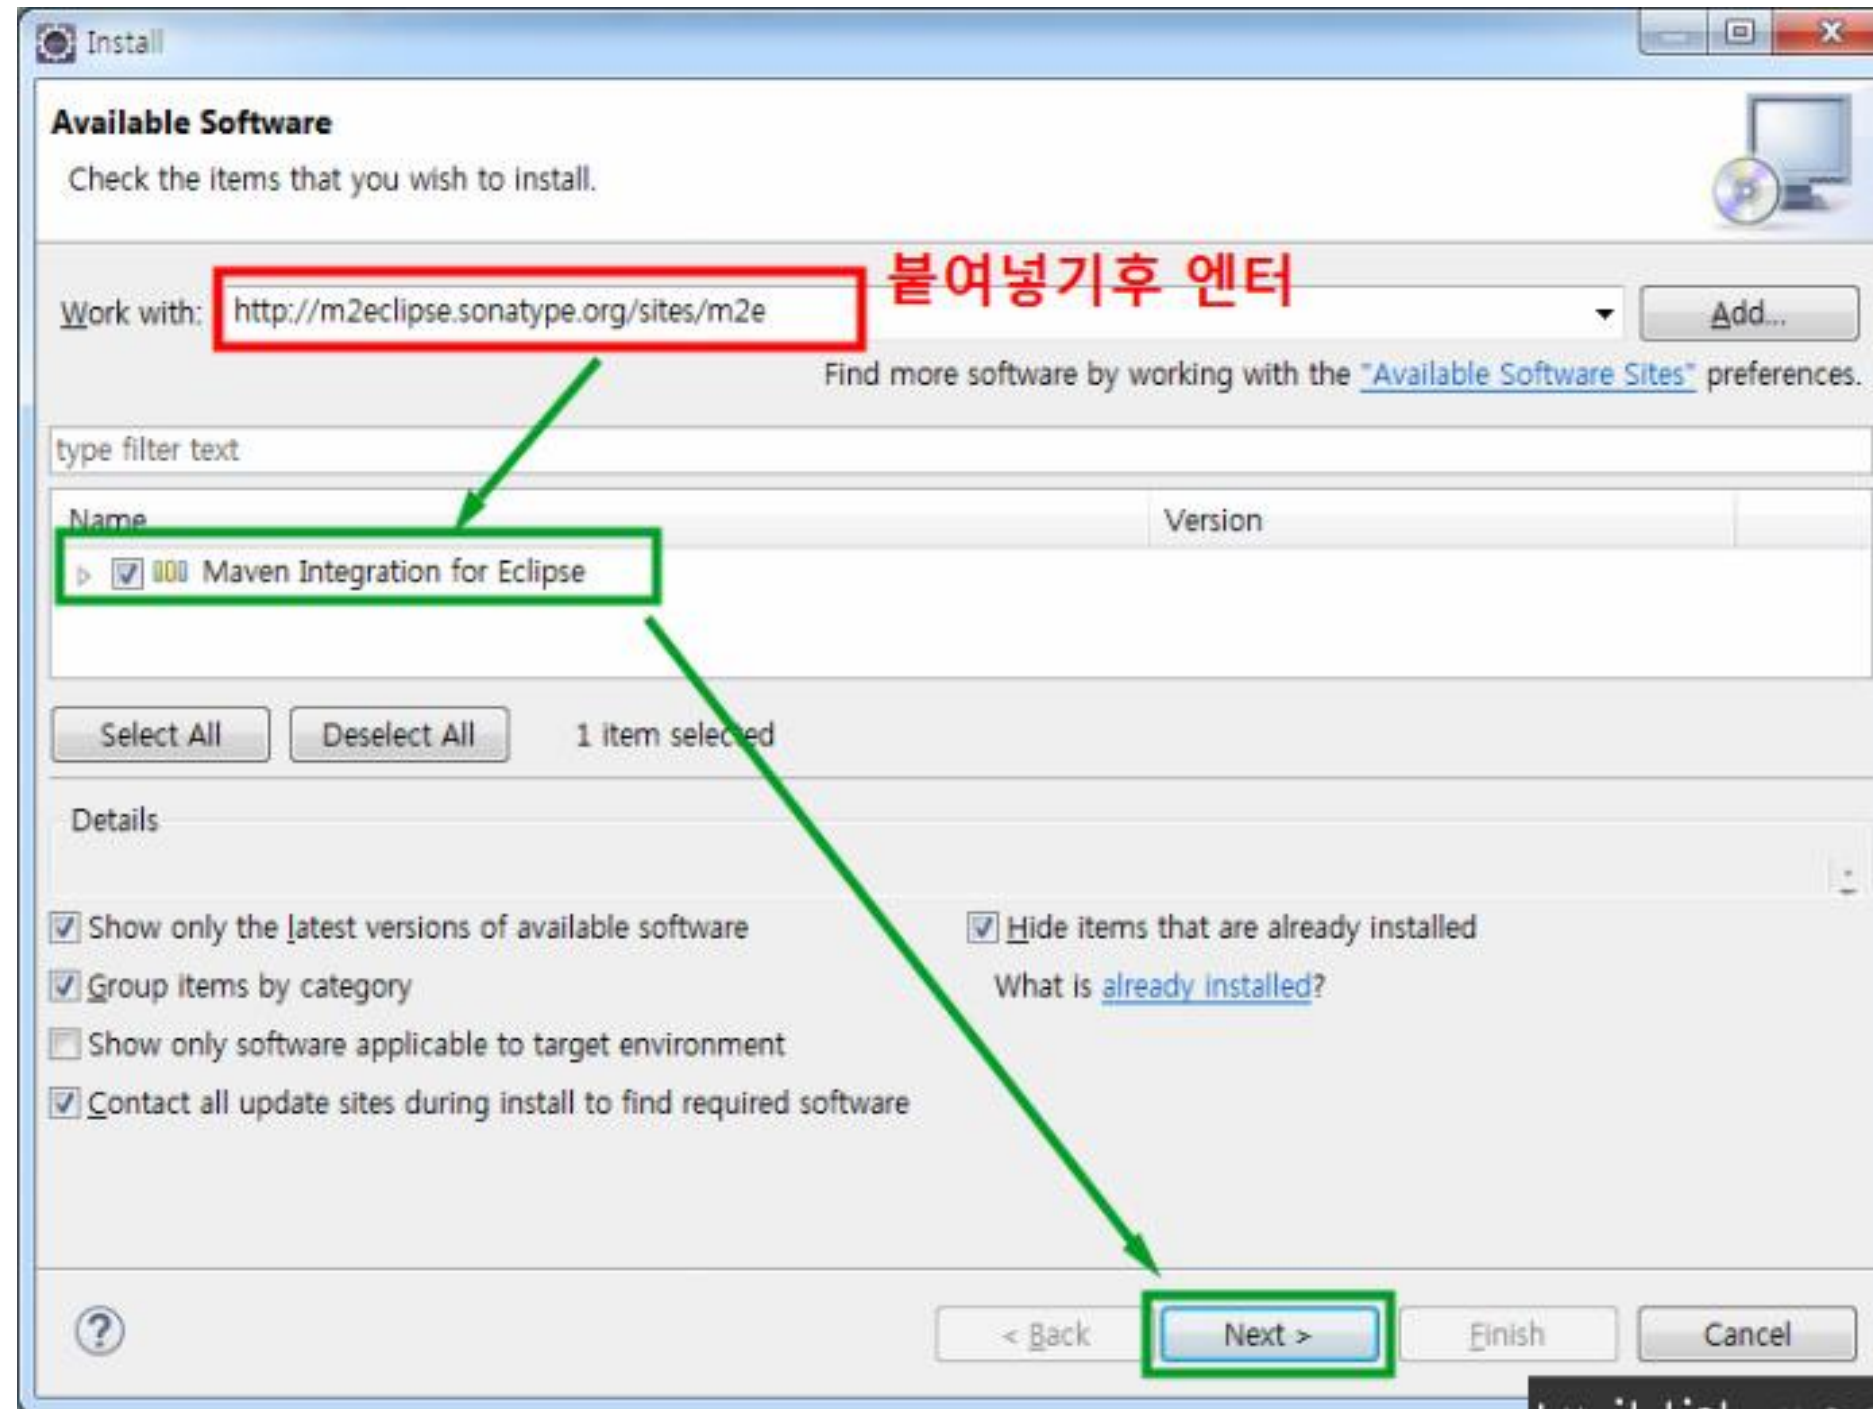 Install
Available Software
Check the items that you wish to install.
붙여넣기후 엔터
Work with: http://m2eclipse.sonatype.org/sites/m2e Add...
Find more software by working with the "Available Software Sites" preferences.
type filter text
Name Version
Maven Integration for Eclipse
Select All Deselect All 1 item selected
Details
Show only the latest versions of available software Hide items that are already installed
Group items by category What is already installed?
Show only software applicable to target environment
Contact all update sites during install to find required software
? < Back Next > Finish Cancel